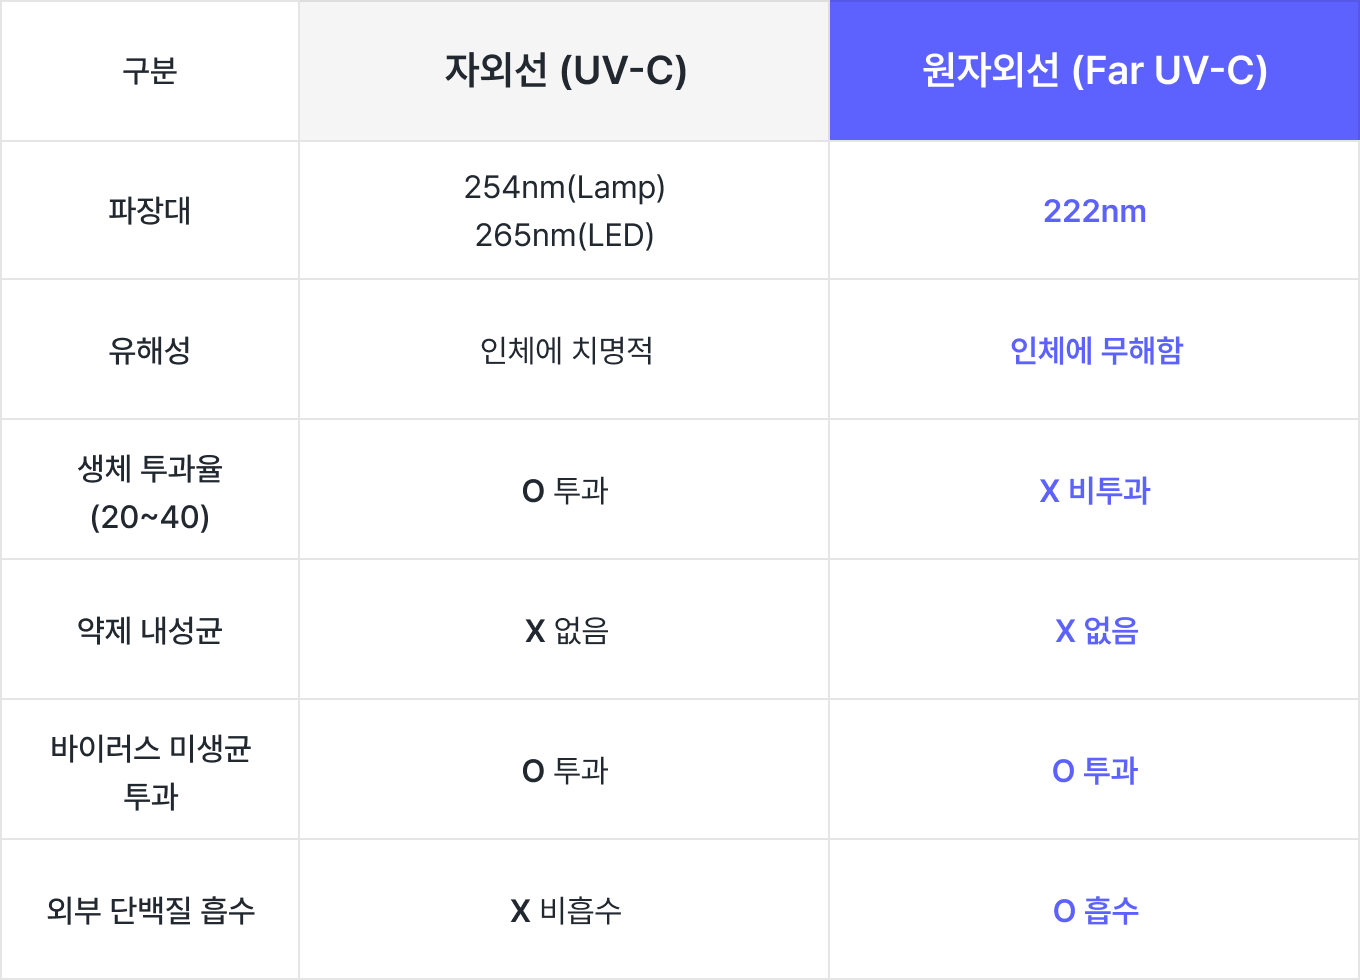 구분
자외선 (UV-C)
원자외선 (Far UV-C)
파장대
254nm(Lamp)
265nm(LED)
222nm
유해성
인체에 치명적
인체에 무해함
생체 투과율
(20~40)
O 투과
X 비투과
약제 내성균
X 없음
X 없음
바이러스 미생균
투과
O 투과
O 투과
외부 단백질 흡수
X 비흡수
O 흡수